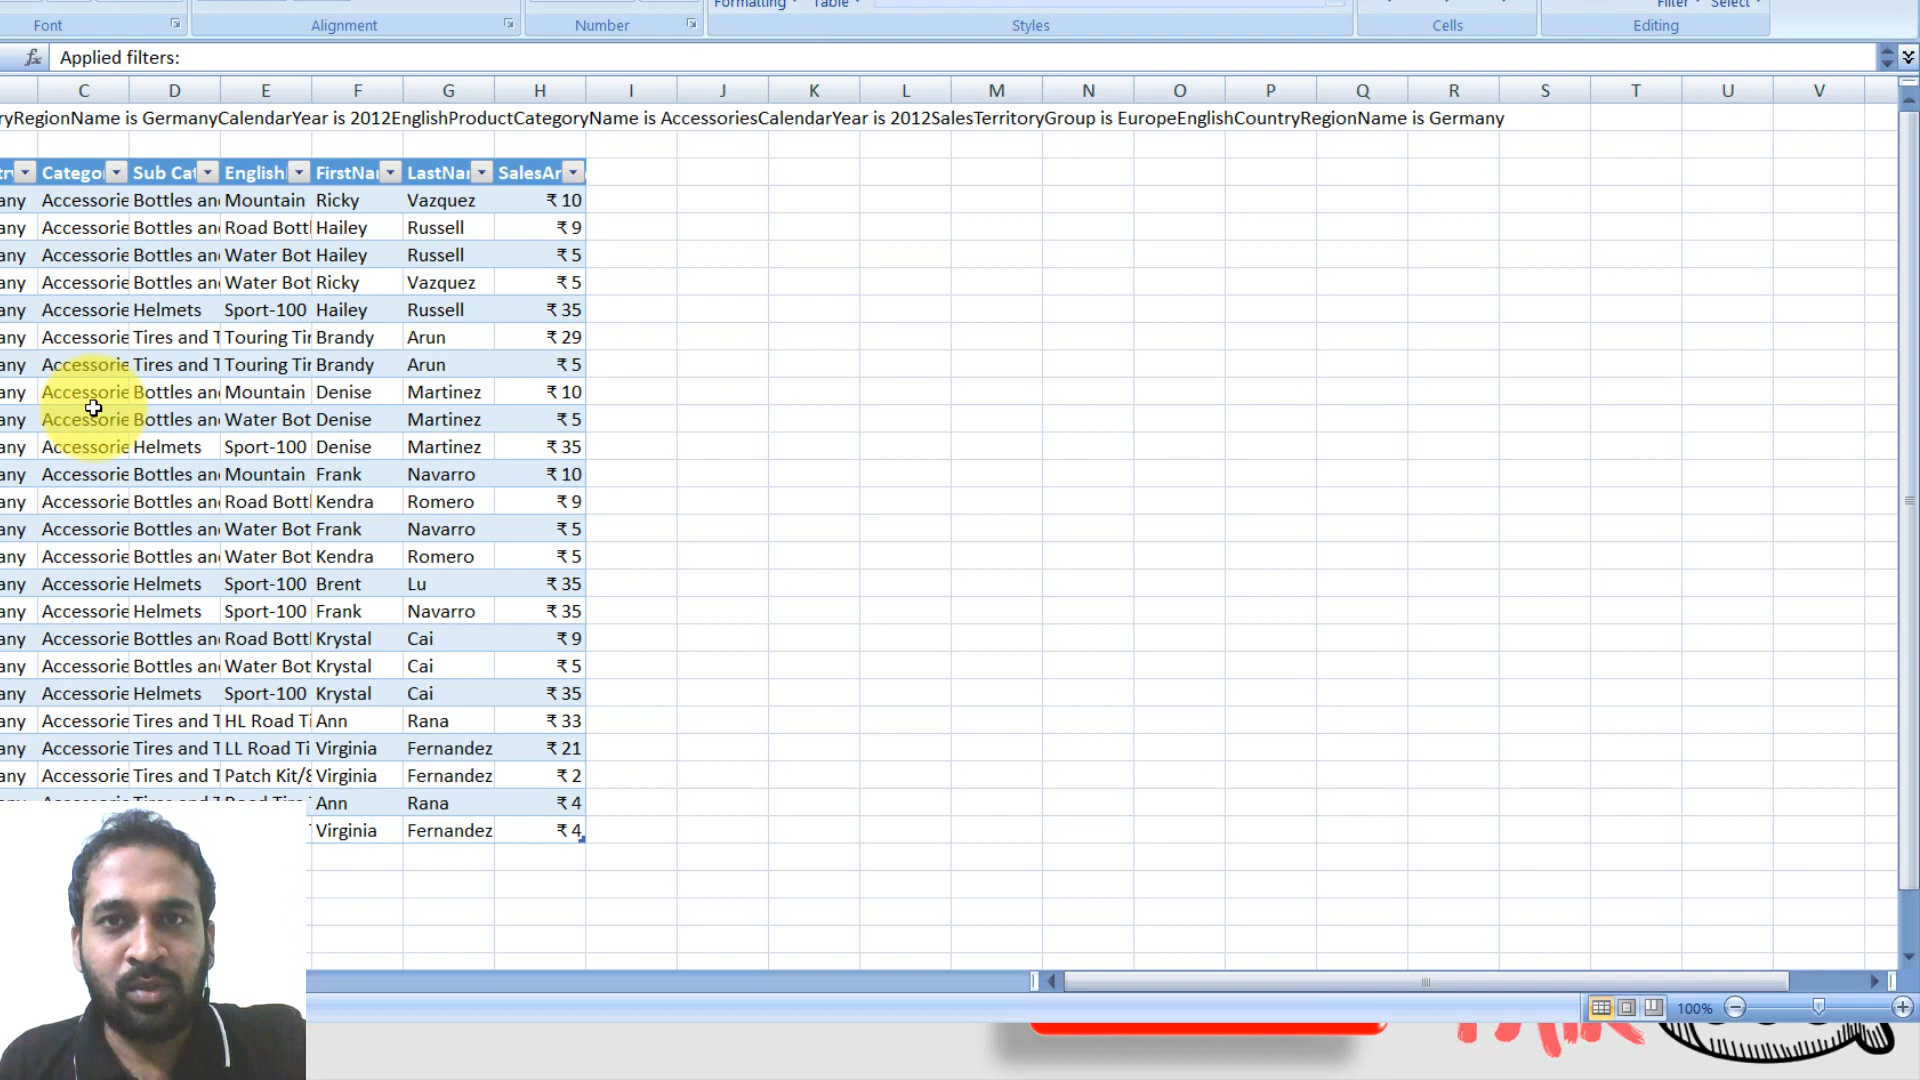 Formatting Table Filter Select
Font Alignment Number Styles Cells Editing
fx Applied filters:
C D E F G H I J K L M N O P Q R S T U V
ryRegionName is GermanyCalendarYear is 2012EnglishProductCategoryName is AccessoriesCalendarYear is 2012SalesTerritoryGroup is EuropeEnglishCountryRegionName is Germany
Catego Sub Cat English FirstNa LastNa SalesAr
any Accessorie Bottles an Mountain Ricky Vazquez ₹ 10
any Accessorie Bottles an Road Bott Hailey Russell ₹ 9
any Accessorie Bottles an Water Bot Hailey Russell ₹ 5
any Accessorie Bottles an Water Bot Ricky Vazquez ₹ 5
any Accessorie Helmets Sport-100 Hailey Russell ₹ 35
any Accessorie Tires and T Touring Tir Brandy Arun ₹ 29
any Accessorie Tires and T Touring Tir Brandy Arun ₹ 5
any Accessorie Bottles an Mountain Denise Martinez ₹ 10
any Accessorie Bottles an Water Bot Denise Martinez ₹ 5
any Accessorie Helmets Sport-100 Denise Martinez ₹ 35
any Accessorie Bottles an Mountain Frank Navarro ₹ 10
any Accessorie Bottles an Road Bott Kendra Romero ₹ 9
any Accessorie Bottles an Water Bot Frank Navarro ₹ 5
any Accessorie Bottles an Water Bot Kendra Romero ₹ 5
any Accessorie Helmets Sport-100 Brent Lu ₹ 35
any Accessorie Helmets Sport-100 Frank Navarro ₹ 35
any Accessorie Bottles an Road Bott Krystal Cai ₹ 9
any Accessorie Bottles an Water Bot Krystal Cai ₹ 5
any Accessorie Helmets Sport-100 Krystal Cai ₹ 35
any Accessorie Tires and T HL Road Ti Ann Rana ₹ 33
any Accessorie Tires and T LL Road Ti Virginia Fernandez ₹ 21
any Accessorie Tires and T Patch Kit/8 Virginia Fernandez ₹ 2
Ann Rana ₹ 4
Virginia Fernandez ₹ 4
100%